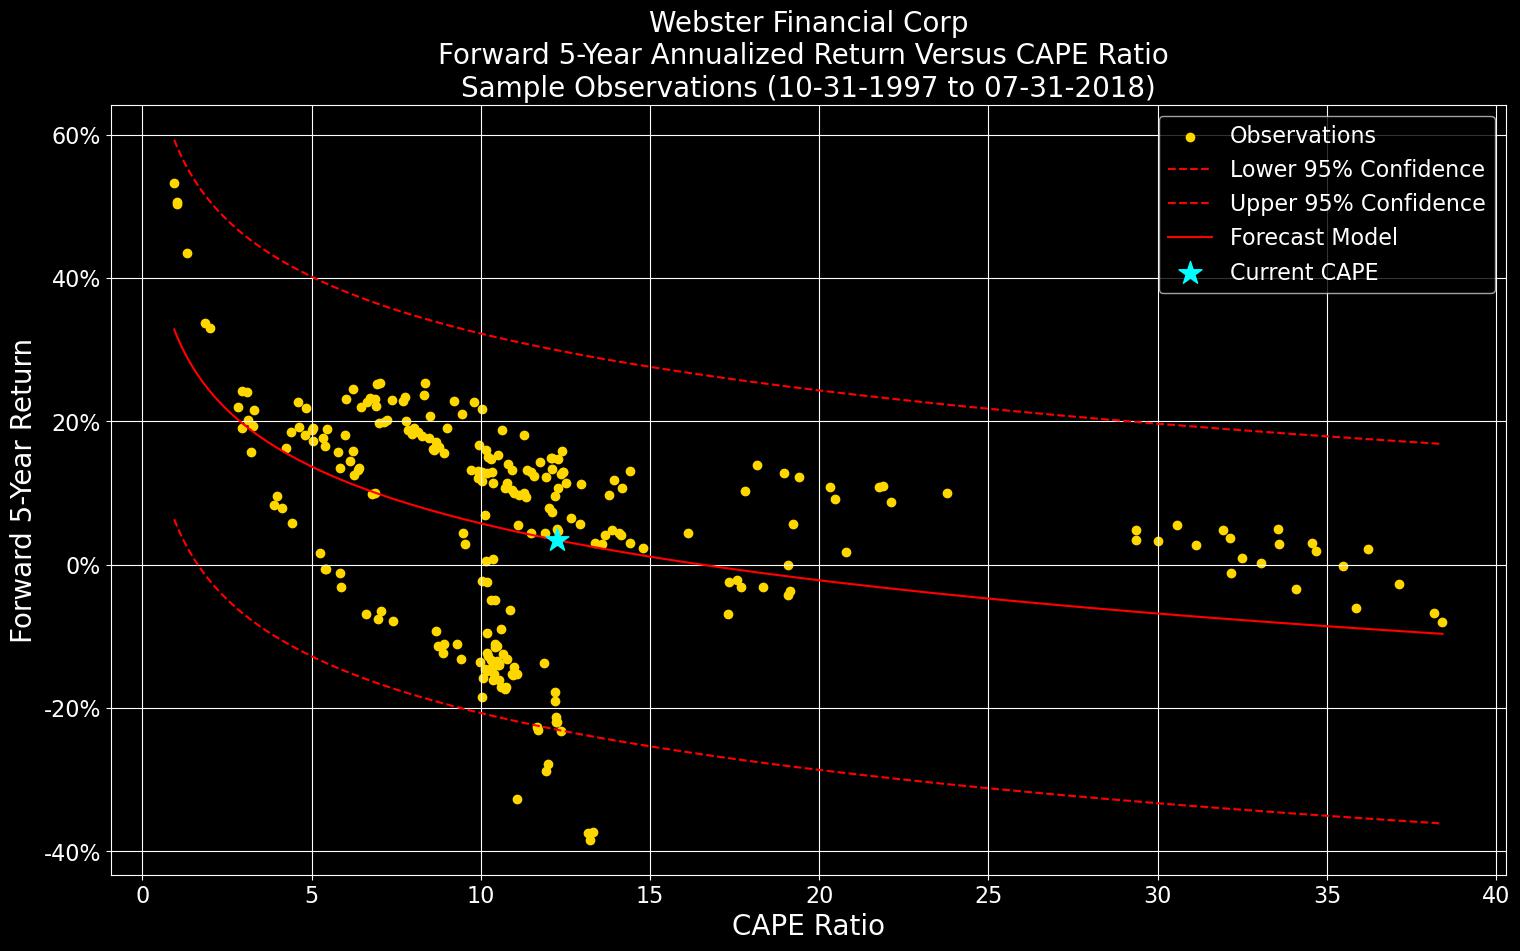 Webster Financial Corp
Forward 5-Year Annualized Return Versus CAPE Ratio
Sample Observations (10-31-1997 to 07-31-2018)
Observations
Lower 95% Confidence
Upper 95% Confidence
Forecast Model
Current CAPE
Forward 5-Year Return
60%
40%
20%
0%
-20%
-40%
0 5 10 15 20 25 30 35 40
CAPE Ratio